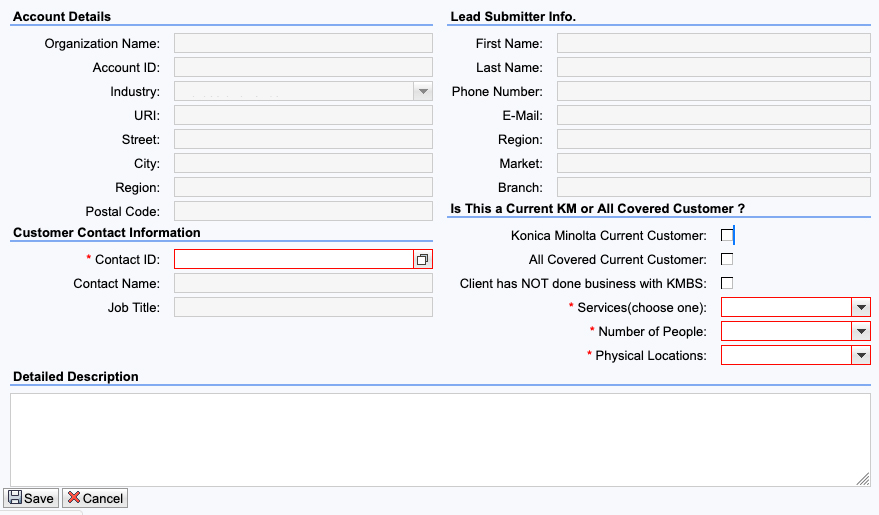 Account Details
Organization Name:
Account ID:
Industry:
URI:
Street:
City:
Region:
Postal Code:
Customer Contact Information
* Contact ID:
Contact Name:
Job Title:
Lead Submitter Info.
First Name:
Last Name:
Phone Number:
E-Mail:
Region:
Market:
Branch:
Is This a Current KM or All Covered Customer ?
Konica Minolta Current Customer:
All Covered Current Customer:
Client has NOT done business with KMBS:
* Services(choose one):
* Number of People:
* Physical Locations:
Detailed Description
Save Cancel